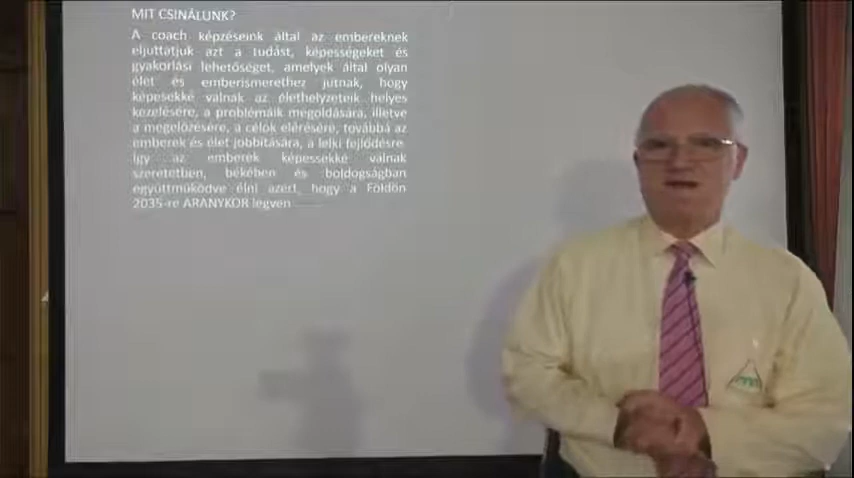 MIT CSINÁLUNK?
A coach képzéseink által az embereknek
eljuttatjuk azt a tudást, képességeket és
gyakorlási lehetőséget, amelyek által olyan
élet és emberismerethez jutnak, hogy
képesekké válnak az élethelyzeteik helyes
kezelésére, a problémáik megoldására, illetve
a megelőzésére, a célok elérésére, továbbá az
emberek és élet jobbítására, a lelki fejlődésre.
Így az emberek képessekké válnak
szeretetben, békében és boldogságban
együttműködve élni azért, hogy a Földön
2035-re ARANYKOR legyen